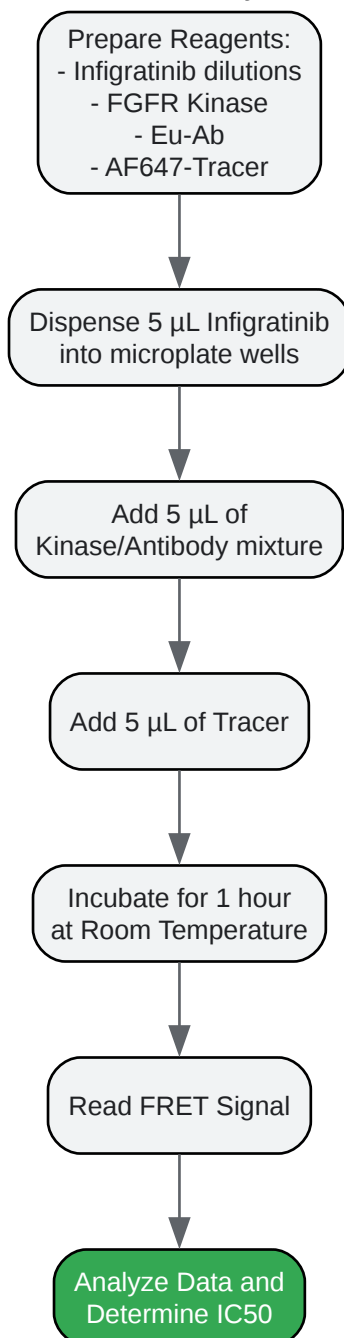 Prepare Reagents:
- Infigratinib dilutions
- FGFR Kinase
- Eu-Ab
- AF647-Tracer
Dispense 5 µL Infigratinib
into microplate wells
Add 5 µL of
Kinase/Antibody mixture
Add 5 µL of Tracer
Incubate for 1 hour
at Room Temperature
Read FRET Signal
Analyze Data and
Determine IC50